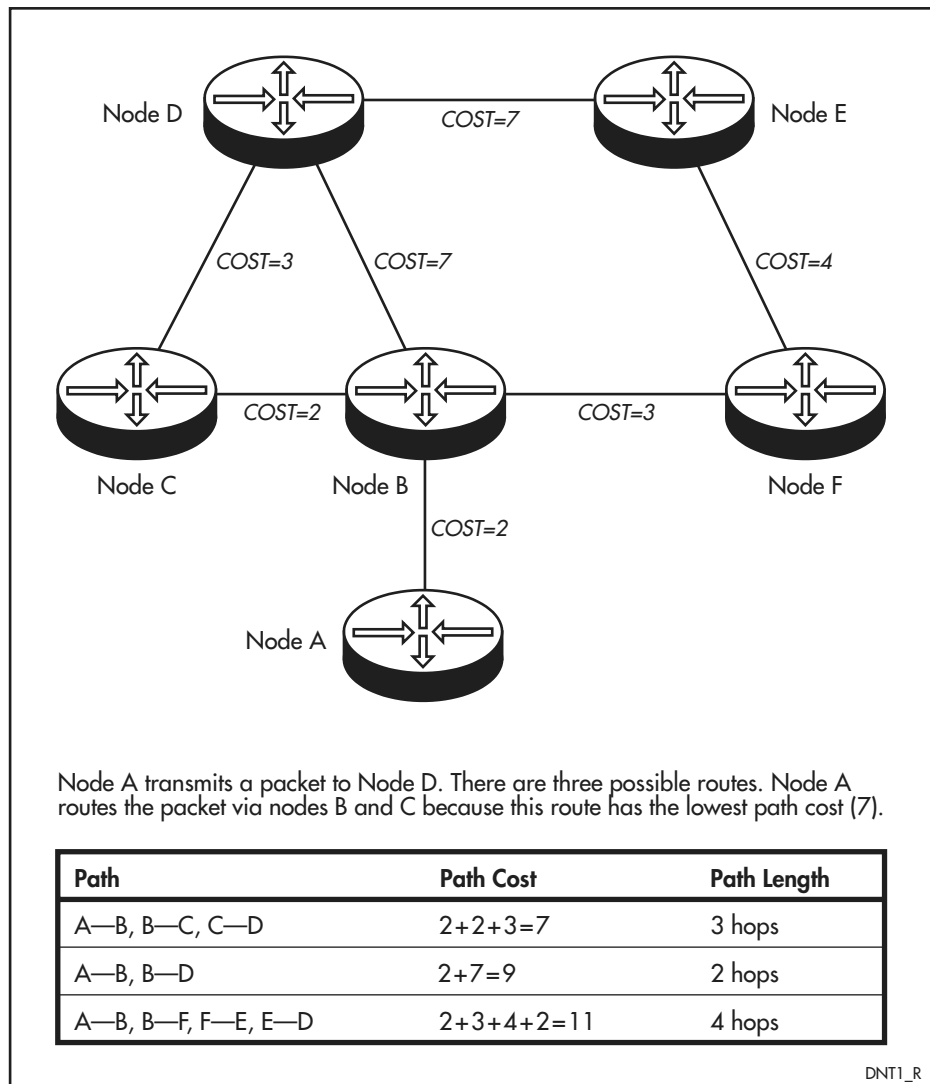 Node D
COST=7
Node E
COST=3
COST=7
COST=4
COST=2
COST=3
Node C
Node B
Node F
COST=2
Node A
Node A transmits a packet to Node D. There are three possible routes. Node A
routes the packet via nodes B and C because this route has the lowest path cost (7).
Path Path Cost Path Length
A—B, B—C, C—D 2+2+3=7 3 hops
A—B, B—D 2+7=9 2 hops
A—B, B—F, F—E, E—D 2+3+4+2=11 4 hops
DNT1_R